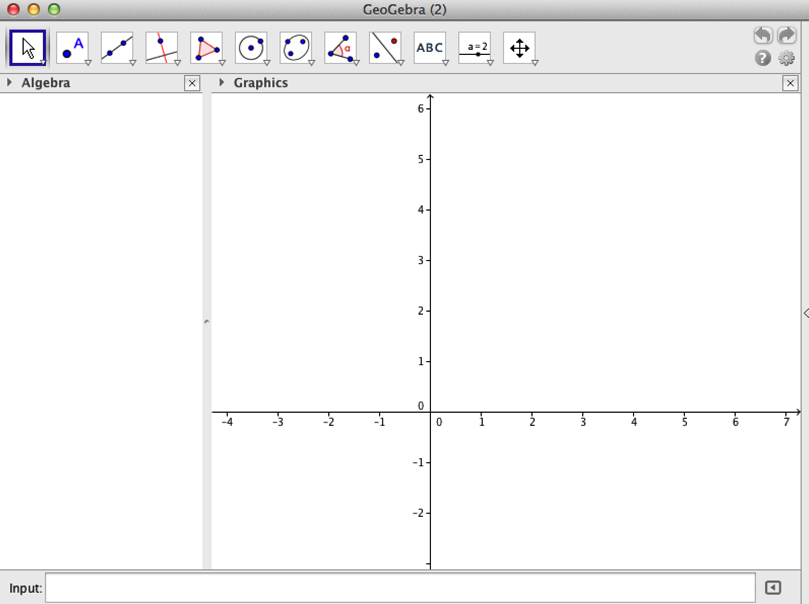 GeoGebra (2)
A
α
ABC
a=2
?
Algebra
Graphics
6
5
4
3
2
1
0
-4 -3 -2 -1 0 1 2 3 4 5 6 7
-1
-2
Input: